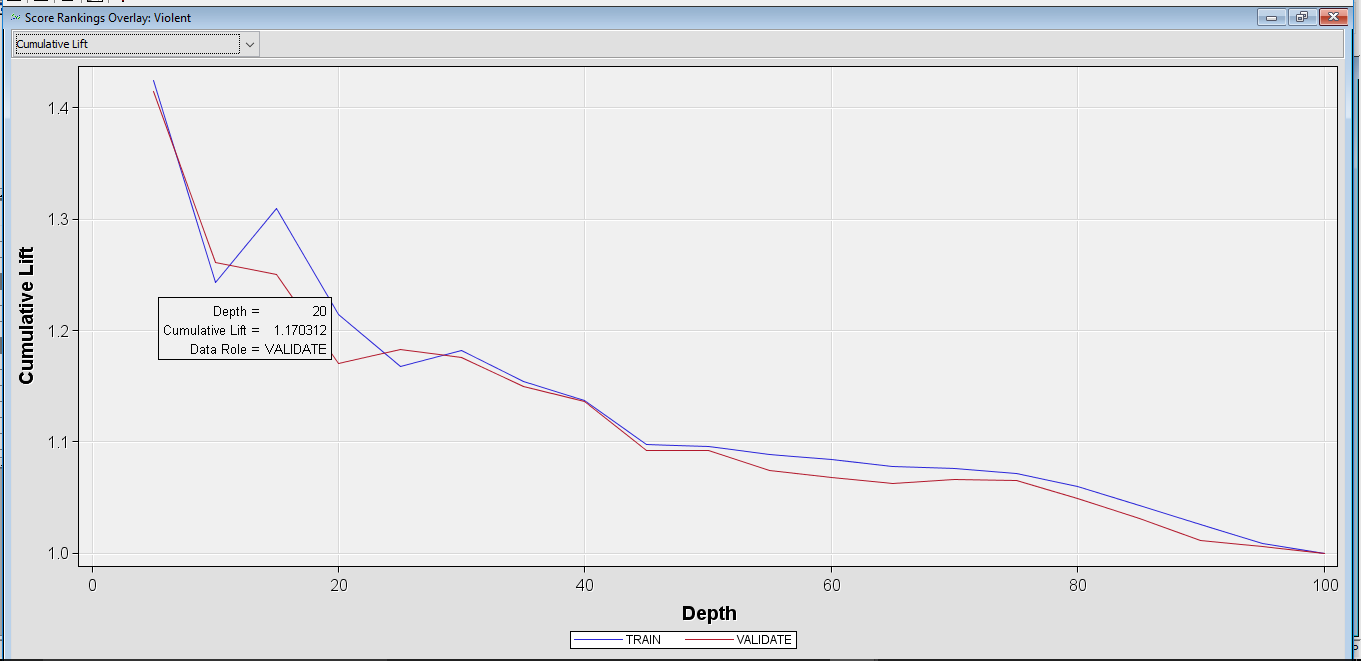 Score Rankings Overlay: Violent
Cumulative Lift
1.4
1.3
1.2
1.1
1.0
Cumulative Lift
Depth = 20
Cumulative Lift = 1.170312
Data Role = VALIDATE
0 20 40 60 80 100
Depth
TRAIN VALIDATE